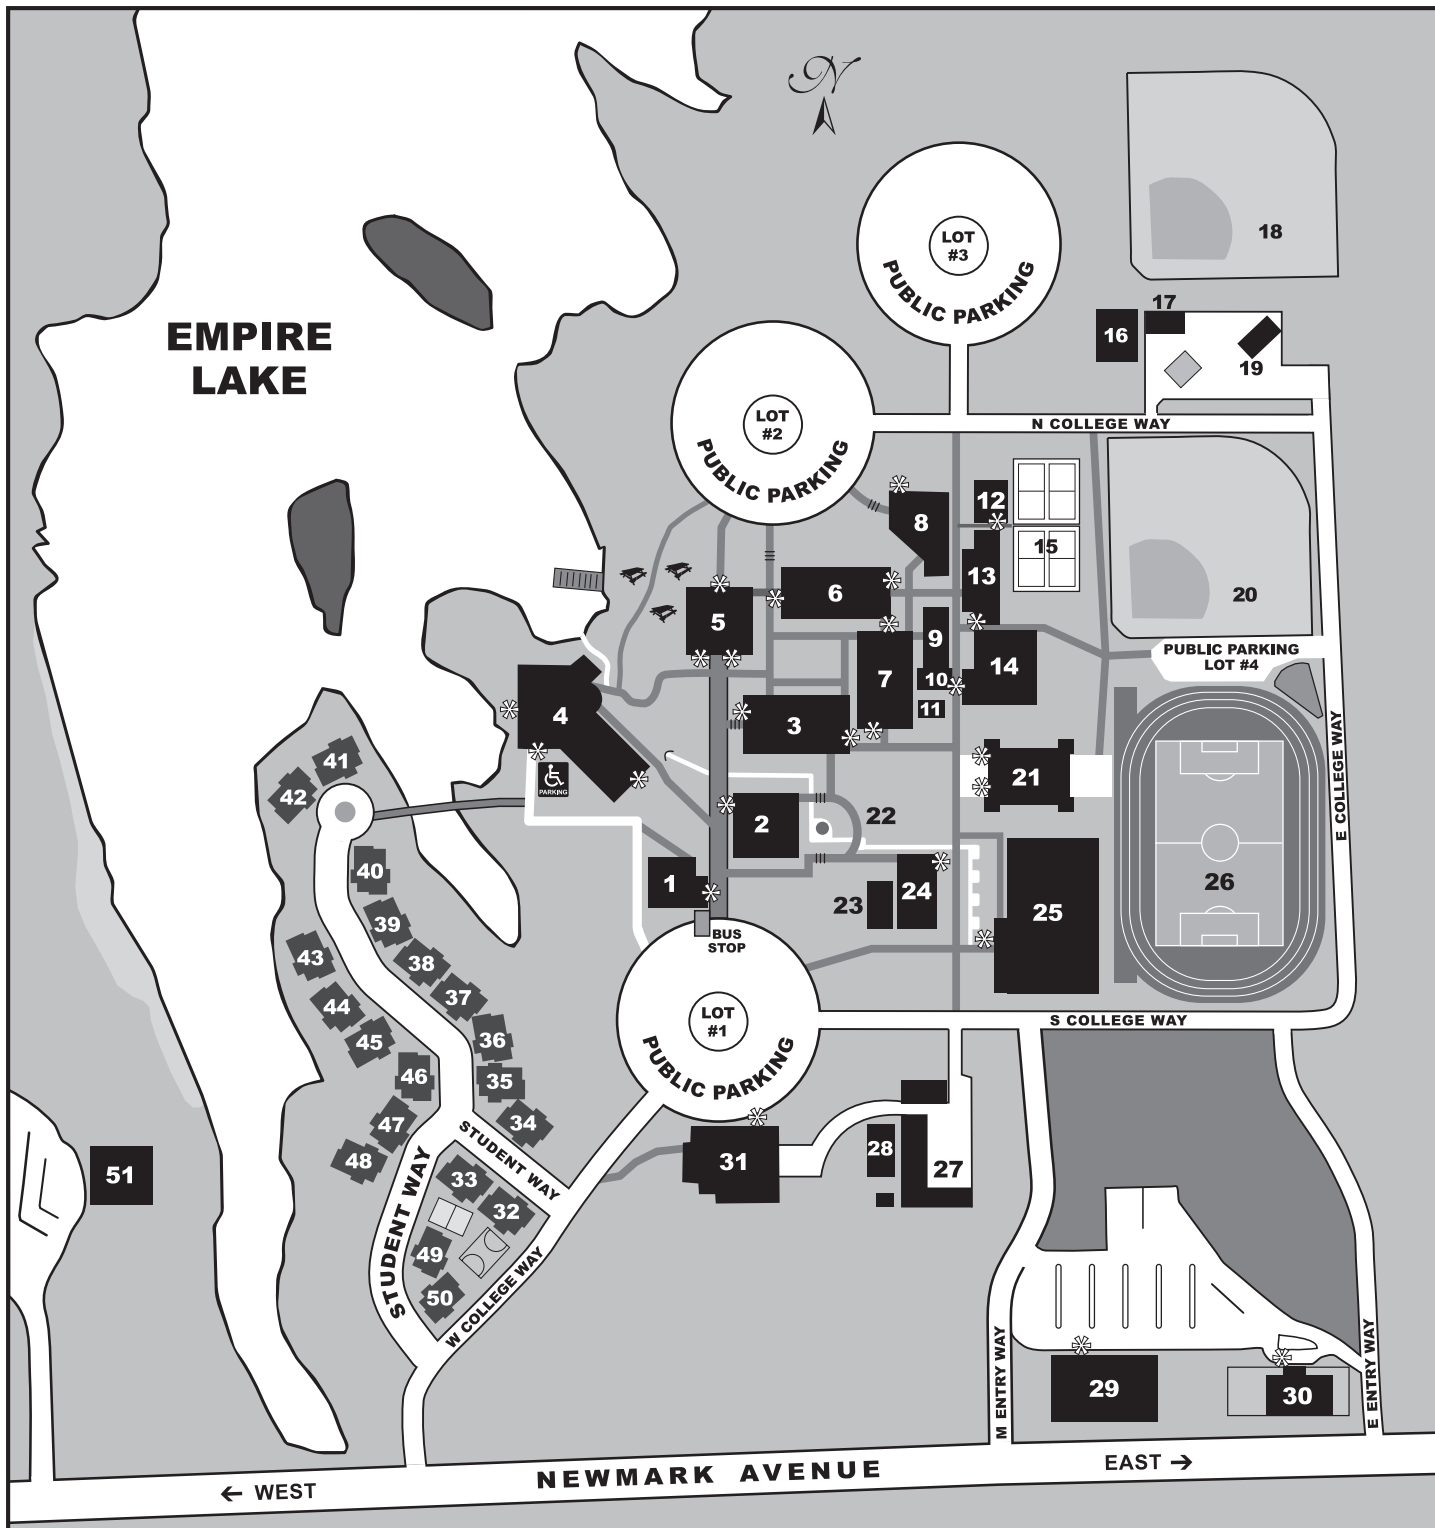 N
18
LOT
#3
PUBLIC PARKING
17
16
19
EMPIRE
LAKE
LOT
#2
PUBLIC PARKING
N COLLEGE WAY
12
8
15
13
6
20
5
9
PUBLIC PARKING
LOT #4
14
7
10
11
4
3
41
21
PARKING
42
22
2
E COLLEGE WAY
40
1
26
24
23
25
39
BUS
STOP
43
38
37
44
LOT
#1
PUBLIC PARKING
S COLLEGE WAY
36
45
46
35
34
47
STUDENT WAY
28
48
31
27
51
33
32
STUDENT WAY
49
50
W COLLEGE WAY
M ENTRY WAY
E ENTRY WAY
29
30
EAST
NEWMARK AVENUE
WEST